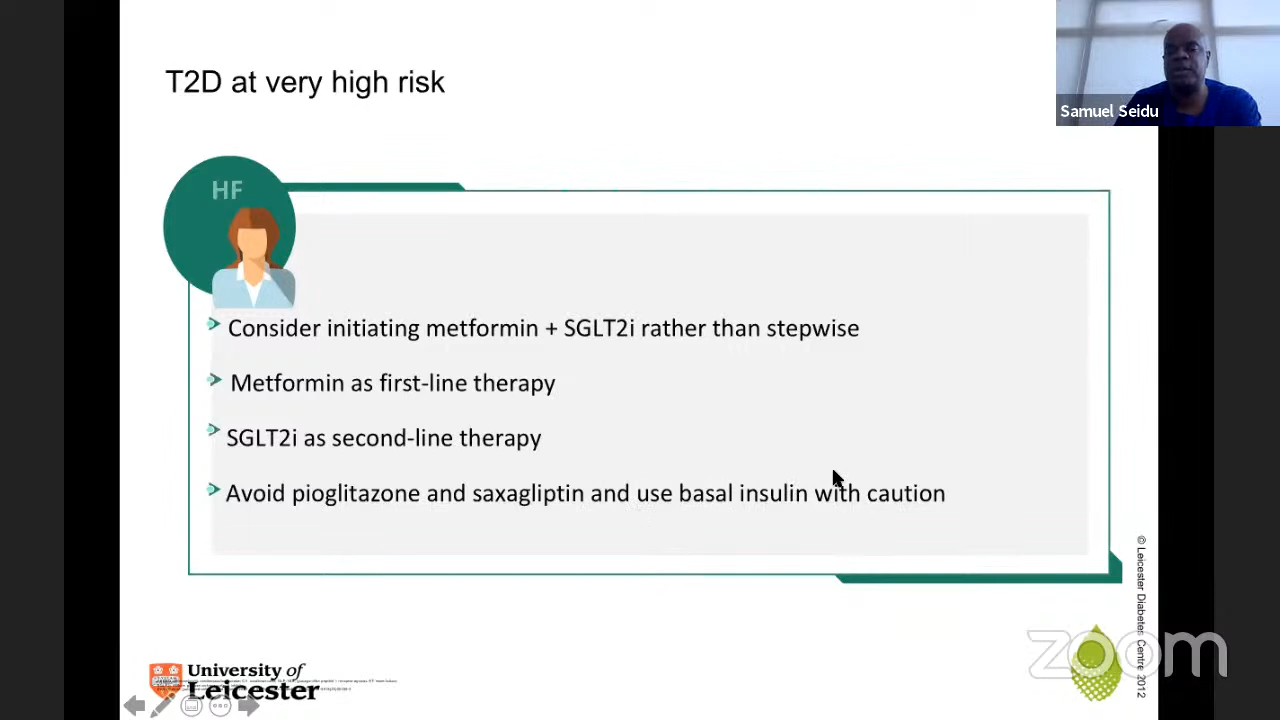 T2D at very high risk
Samuel Seidu
HF
Consider initiating metformin + SGLT2i rather than stepwise
Metformin as first-line therapy
SGLT2i as second-line therapy
Avoid pioglitazone and saxagliptin and use basal insulin with caution
© Leicester Diabetes Centre 2012
University of
Leicester
zoom